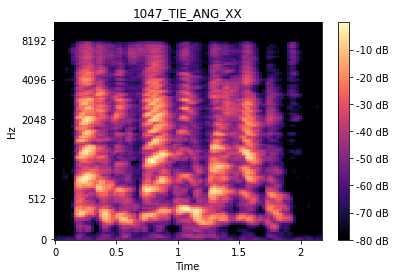 1047_TIE_ANG_XX
8192
4096
2048
1024
512
0
Hz
0
0.5
1
1.5
2
Time
-10 dB
-20 dB
-30 dB
-40 dB
-50 dB
-60 dB
-70 dB
-80 dB